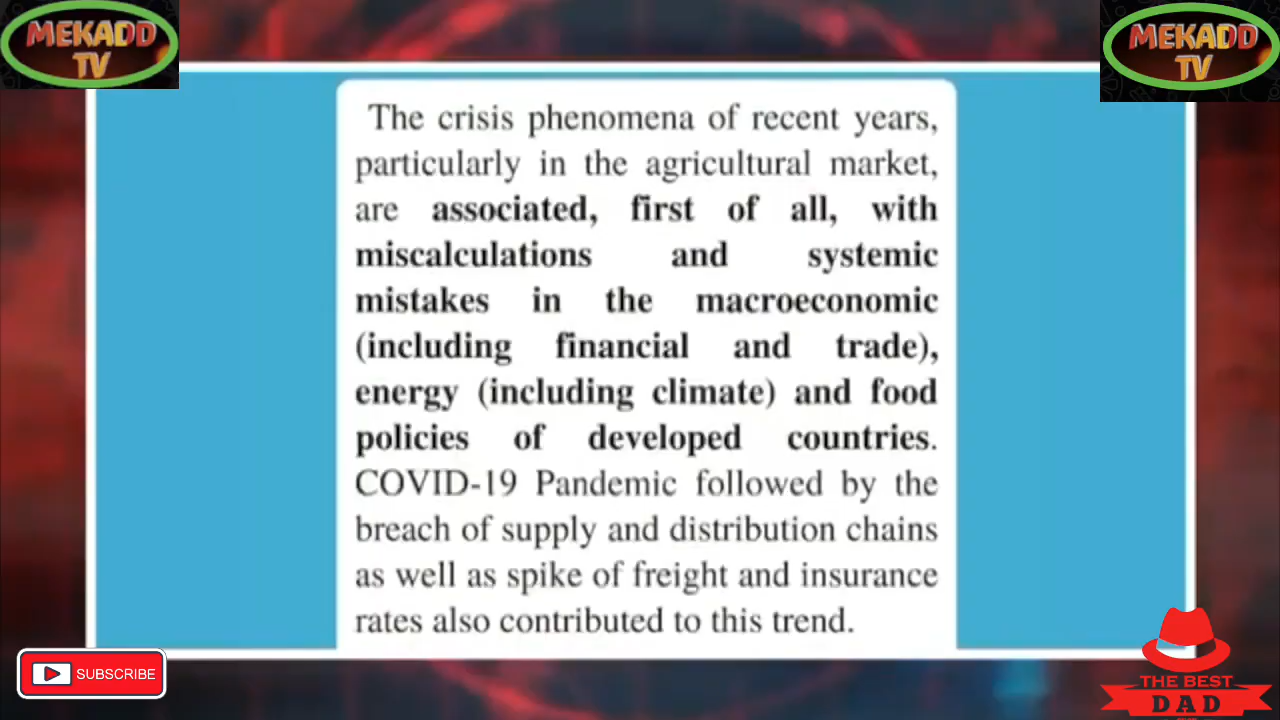 MEKADD
TV
MEKADD
TV
The crisis phenomena of recent years,
particularly in the agricultural market,
are associated, first of all, with
miscalculations and systemic
mistakes in the macroeconomic
(including financial and trade),
energy (including climate) and food
policies of developed countries.
COVID-19 Pandemic followed by the
breach of supply and distribution chains
as well as spike of freight and insurance
rates also contributed to this trend.
SUBSCRIBE
THE BEST
DAD